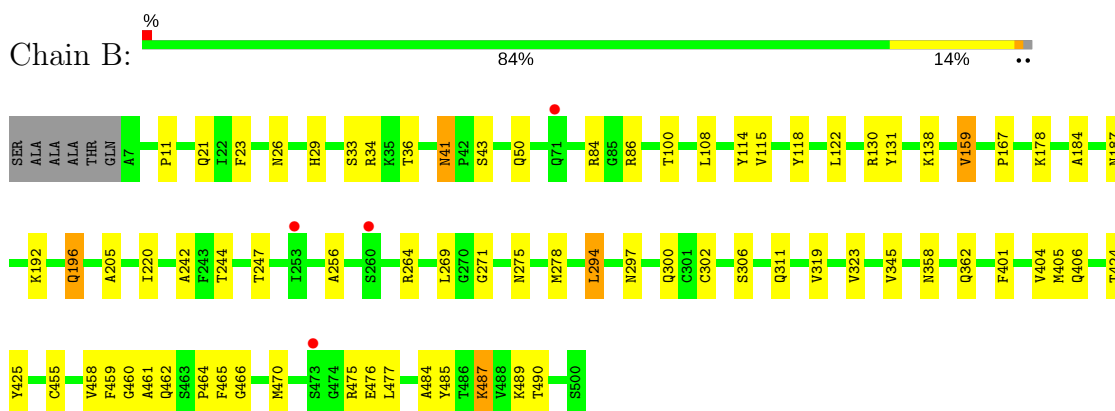 %
Chain B:
84% 14% ••
SER ALA ALA ALA THR GLN A7 P11 Q21 I22 F23 N26 H29 S33 R34 K35 T36 N41 P42 S43 Q50 Q71 R84 G85 R86 T100 L108 Y114 V115 Y118 L122 R130 Y131 K138 V159 P167 K178 A184 N187
K192 Q196 A205 I220 A242 F243 T244 T247 I253 A256 S260 R264 L269 G270 G271 N275 M278 L294 N297 Q300 C301 C302 S306 Q311 V319 V323 V345 N358 Q362 F401 V404 M405 Q406 T424
Y425 C455 V458 F459 G460 A461 Q462 S463 P464 F465 G466 M470 S473 G474 R475 E476 L477 A484 Y485 T486 K487 V488 K489 T490 S500